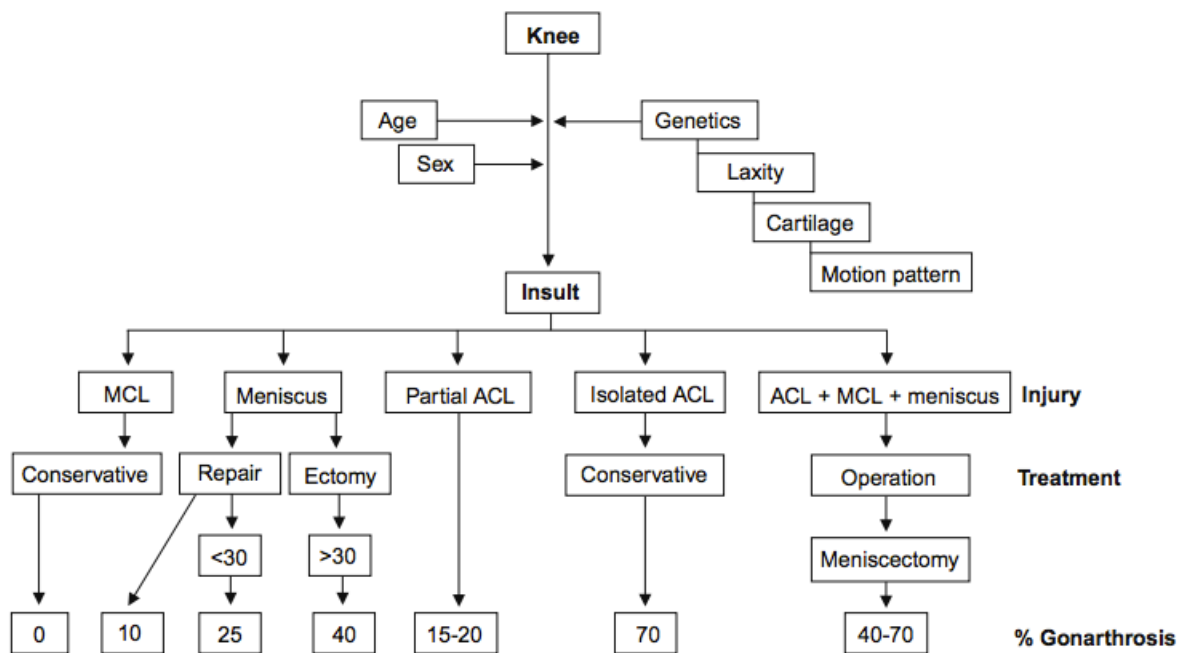 Knee
Age
Genetics
Sex
Laxity
Cartilage
Motion pattern
Insult
MCL
Meniscus
Partial ACL
Isolated ACL
ACL + MCL + meniscus
Injury
Conservative
Repair
Ectomy
Conservative
Operation
Treatment
<30
>30
Meniscectomy
0
10
25
40
15-20
70
40-70
% Gonarthrosis